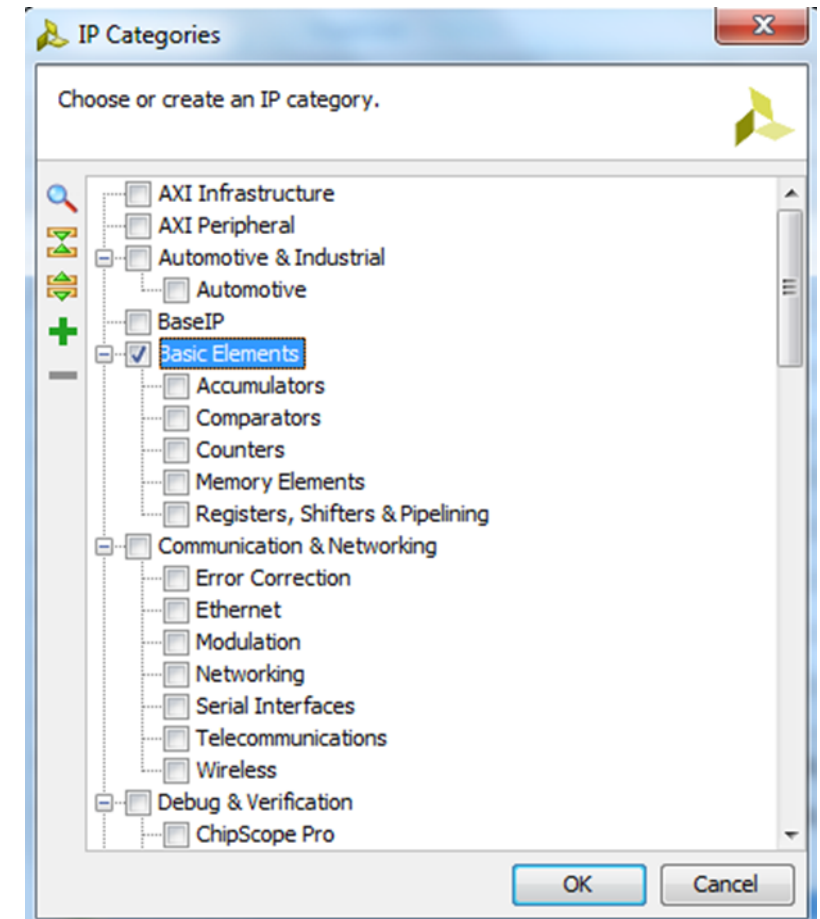 IP Categories
Choose or create an IP category.
AXI Infrastructure
AXI Peripheral
Automotive & Industrial
Automotive
BaseIP
Basic Elements
Accumulators
Comparators
Counters
Memory Elements
Registers, Shifters & Pipelining
Communication & Networking
Error Correction
Ethernet
Modulation
Networking
Serial Interfaces
Telecommunications
Wireless
Debug & Verification
ChipScope Pro
OK Cancel